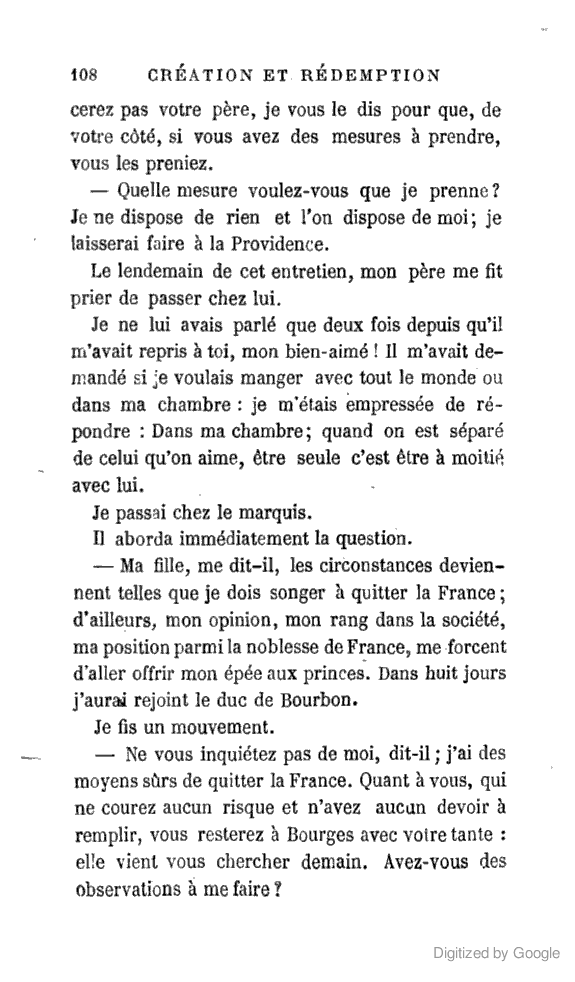 108 CRÉATION ET RÉDEMPTION
cerez pas votre père, je vous le dis pour que, de
votre côté, si vous avez des mesures à prendre,
vous les preniez.
— Quelle mesure voulez-vous que je prenne?
Je ne dispose de rien et l'on dispose de moi; je
laisserai faire à la Providence.
Le lendemain de cet entretien, mon père me fit
prier de passer chez lui.
Je ne lui avais parlé que deux fois depuis qu'il
m'avait repris à toi, mon bien-aimé ! Il m'avait de-
mandé si je voulais manger avec tout le monde ou
dans ma chambre : je m'étais empressée de ré-
pondre : Dans ma chambre; quand on est séparé
de celui qu'on aime, être seule c'est être à moitié
avec lui.
Je passai chez le marquis.
Il aborda immédiatement la question.
— Ma fille, me dit-il, les circonstances devien-
nent telles que je dois songer à quitter la France;
d'ailleurs, mon opinion, mon rang dans la société,
ma position parmi la noblesse de France, me forcent
d'aller offrir mon épée aux princes. Dans huit jours
j'aurai rejoint le duc de Bourbon.
Je fis un mouvement.
— Ne vous inquiétez pas de moi, dit-il; j'ai des
moyens sûrs de quitter la France. Quant à vous, qui
ne courez aucun risque et n'avez aucun devoir à
remplir, vous resterez à Bourges avec votre tante :
elle vient vous chercher demain. Avez-vous des
observations à me faire?
Digitized by Google